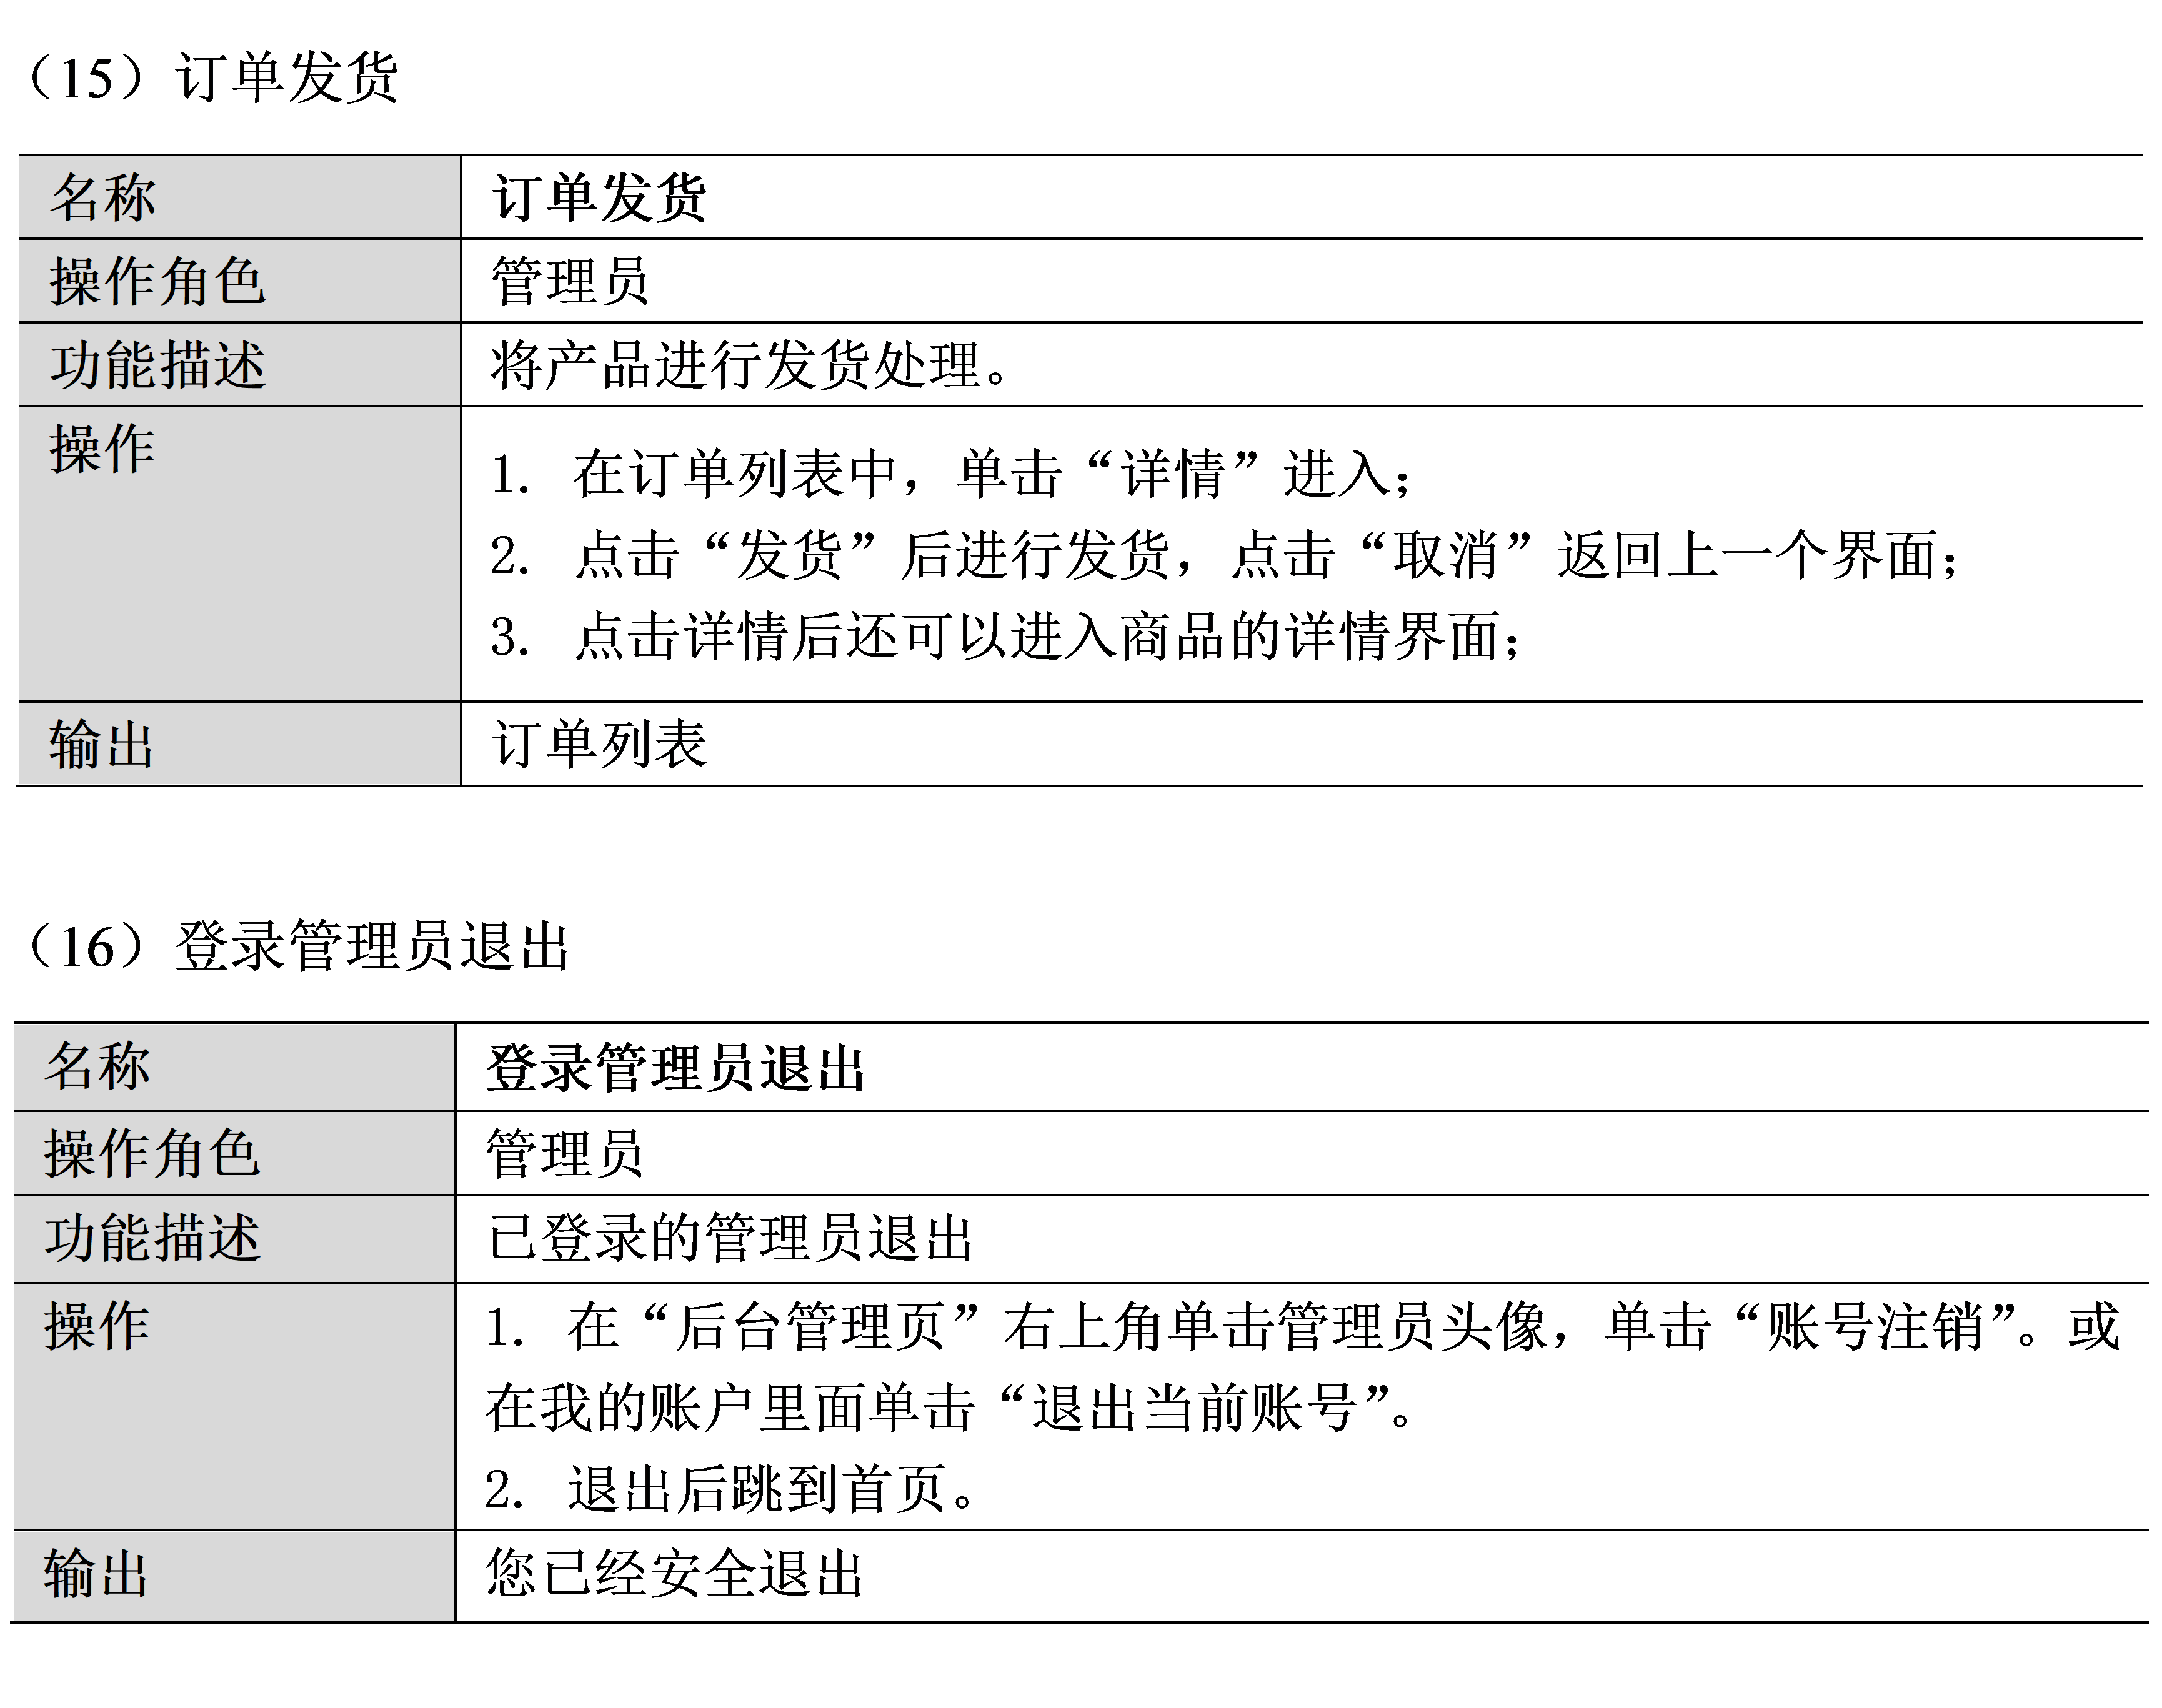 （15）订单发货
名称 订单发货
操作角色 管理员
功能描述 将产品进行发货处理。
操作
1. 在订单列表中，单击“详情”进入；
2. 点击“发货”后进行发货，点击“取消”返回上一个界面；
3. 点击详情后还可以进入商品的详情界面；
输出 订单列表
（16）登录管理员退出
名称 登录管理员退出
操作角色 管理员
功能描述 已登录的管理员退出
操作 1. 在“后台管理页”右上角单击管理员头像，单击“账号注销”。或
在我的账户里面单击“退出当前账号”。
2. 退出后跳到首页。
输出 您已经安全退出